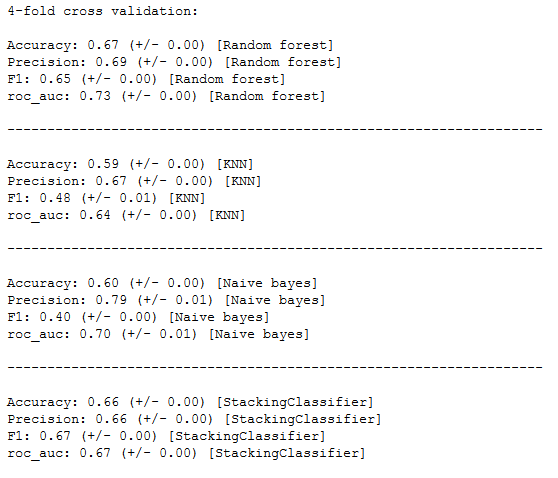 4-fold cross validation:
Accuracy: 0.67 (+/- 0.00) [Random forest]
Precision: 0.69 (+/- 0.00) [Random forest]
F1: 0.65 (+/- 0.00) [Random forest]
roc_auc: 0.73 (+/- 0.00) [Random forest]
-------------------------------------------------------------------
Accuracy: 0.59 (+/- 0.00) [KNN]
Precision: 0.67 (+/- 0.00) [KNN]
F1: 0.48 (+/- 0.01) [KNN]
roc_auc: 0.64 (+/- 0.00) [KNN]
-------------------------------------------------------------------
Accuracy: 0.60 (+/- 0.00) [Naive bayes]
Precision: 0.79 (+/- 0.01) [Naive bayes]
F1: 0.40 (+/- 0.00) [Naive bayes]
roc_auc: 0.70 (+/- 0.01) [Naive bayes]
-------------------------------------------------------------------
Accuracy: 0.66 (+/- 0.00) [StackingClassifier]
Precision: 0.66 (+/- 0.00) [StackingClassifier]
F1: 0.67 (+/- 0.00) [StackingClassifier]
roc_auc: 0.67 (+/- 0.00) [StackingClassifier]